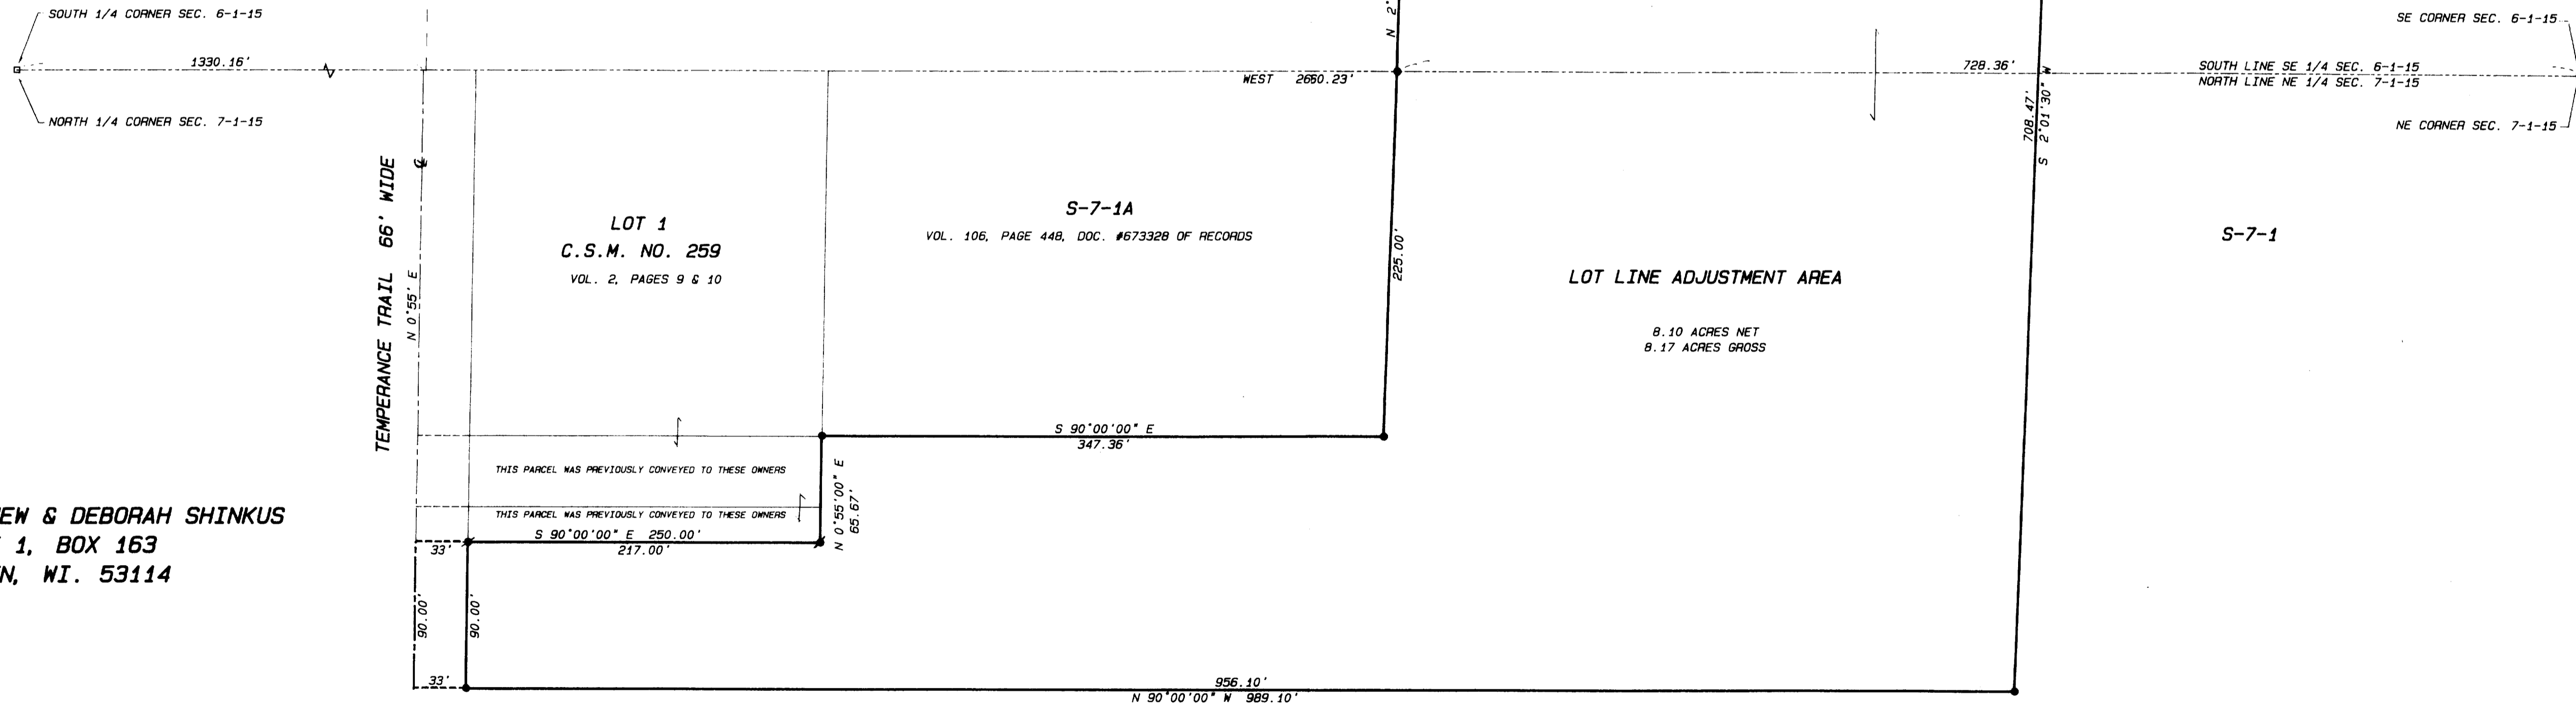 SOUTH 1/4 CORNER SEC. 6-1-15
1330.16'
NORTH 1/4 CORNER SEC. 7-1-15
WEST 2650.23'
N 2°
728.36'
SOUTH LINE SE 1/4 SEC. 6-1-15
NORTH LINE NE 1/4 SEC. 7-1-15
SE CORNER SEC. 6-1-15
NE CORNER SEC. 7-1-15
708.47'
S 2°01'30" W
TEMPERANCE TRAIL 66' WIDE
N 0°55' E
LOT 1
C.S.M. NO. 259
VOL. 2, PAGES 9 & 10
S-7-1A
VOL. 106, PAGE 448, DOC. #673328 OF RECORDS
225.00'
LOT LINE ADJUSTMENT AREA
8.10 ACRES NET
8.17 ACRES GROSS
S-7-1
S 90°00'00" E
347.36'
THIS PARCEL WAS PREVIOUSLY CONVEYED TO THESE OWNERS
THIS PARCEL WAS PREVIOUSLY CONVEYED TO THESE OWNERS
N 0°55'00" E
65.67'
S 90°00'00" E 250.00'
217.00'
33'
EW & DEBORAH SHINKUS
1, BOX 163
N, WI. 53114
90.00'
90.00'
33'
956.10'
N 90°00'00" W 989.10'